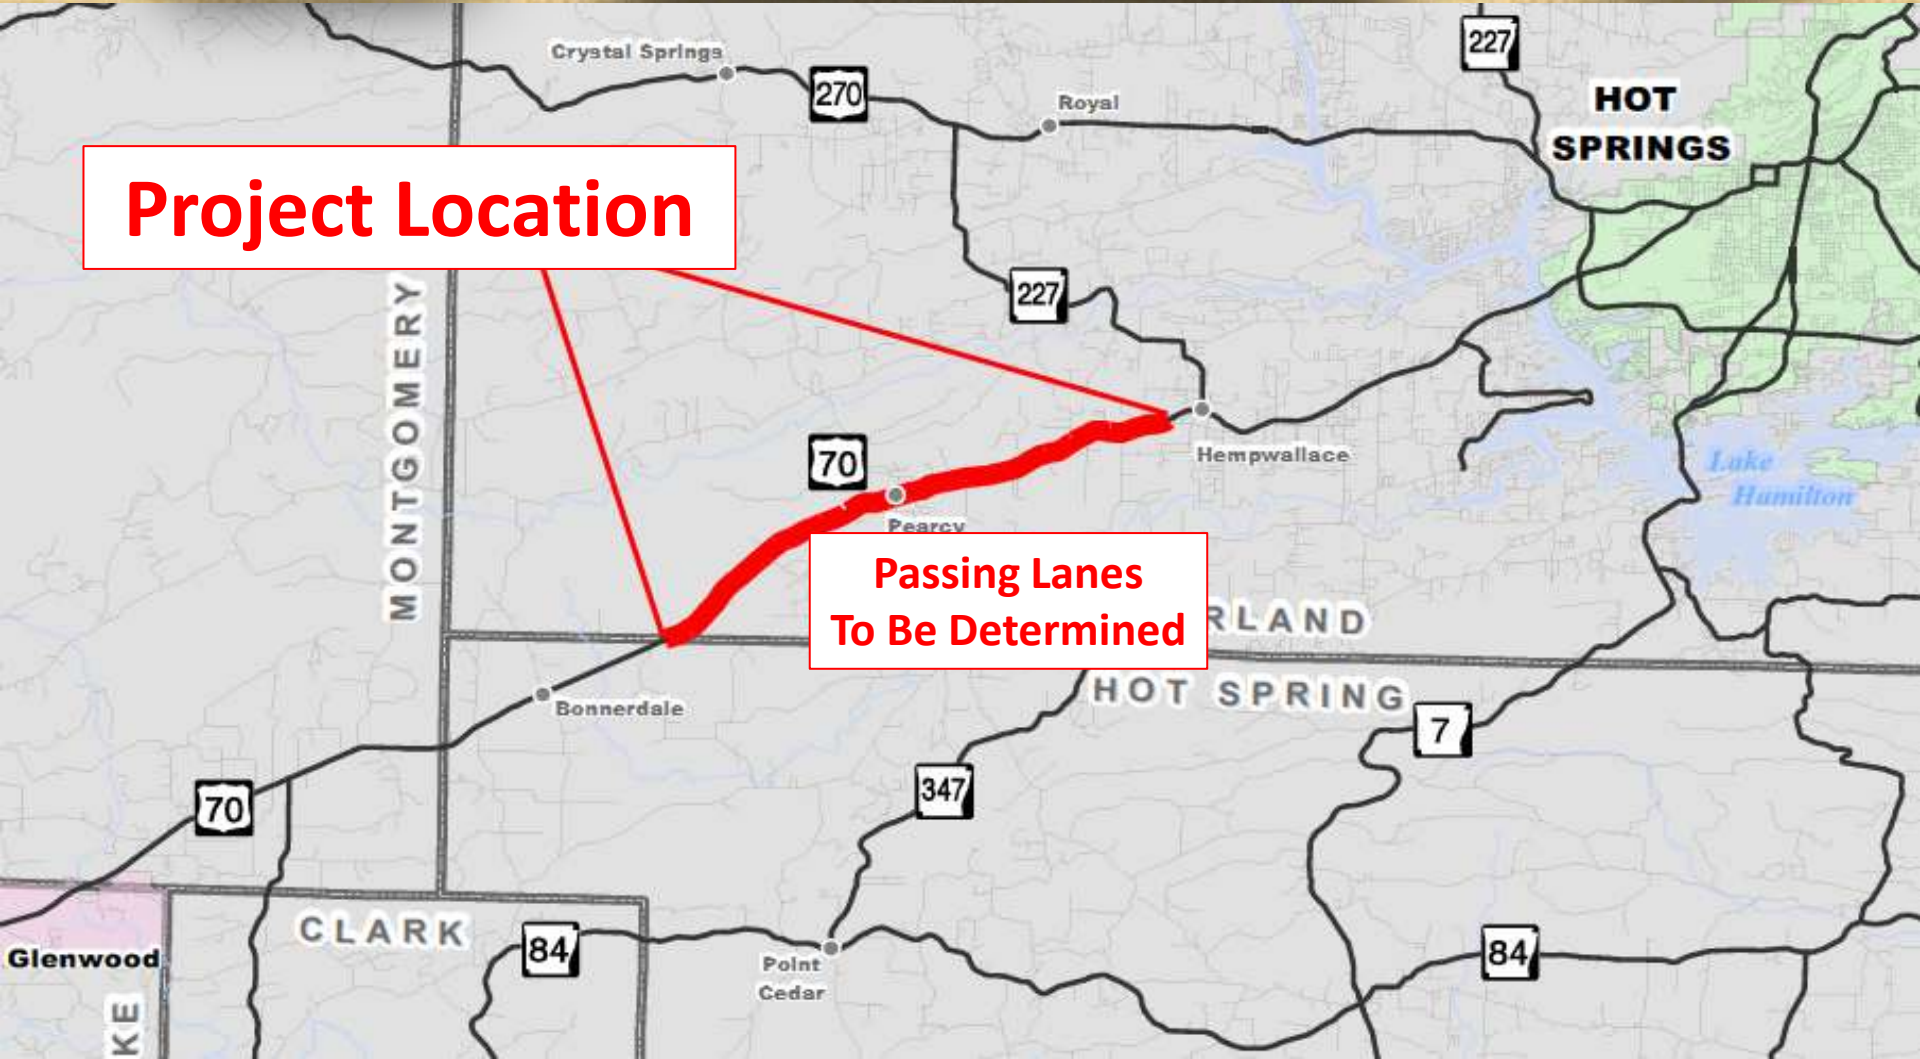 Crystal Springs
270
Royal
227
HOT
SPRINGS
Project Location
227
MONTGOMERY
70
Hempwallace
Lake
Hamilton
Pearcy
Passing Lanes
To Be Determined
RLAND
HOT SPRING
Bonnerdale
7
347
70
CLARK
84
84
Glenwood
Point
Cedar
KE